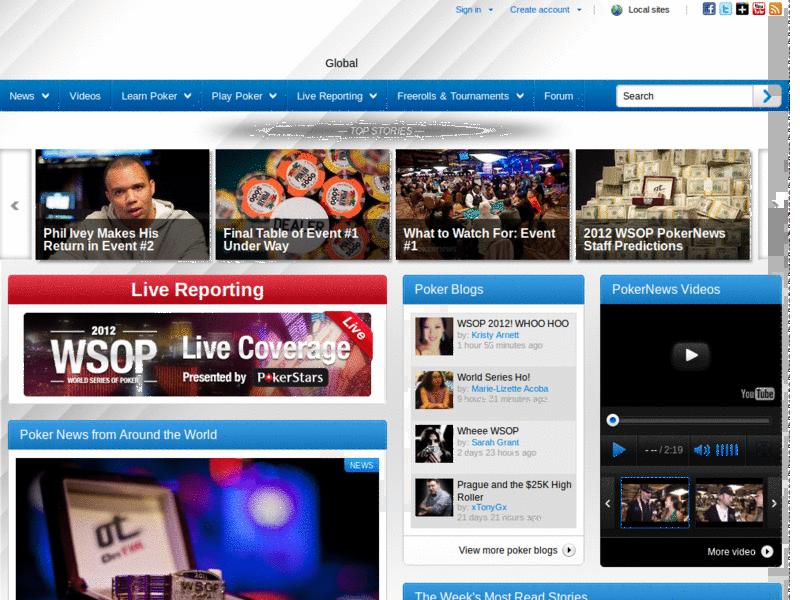 Sign in
Create account
Local sites
Global
News
Videos
Learn Poker
Play Poker
Live Reporting
Freerolls & Tournaments
Forum
Search
TOP STORIES
Phil Ivey Makes His
Return in Event #2
DEALER
Final Table of Event #1
Under Way
What to Watch For: Event
#1
2012 WSOP PokerNews
Staff Predictions
Live Reporting
2012
WSOP
WORLD SERIES OF POKER
Live Coverage
Presented by PokerStars
Live
Poker News from Around the World
NEWS
Poker Blogs
WSOP 2012! WHOO HOO
by: Kristy Arnett
1 hour 55 minutes ago
World Series Ho!
by: Marie-Lizette Acoba
9 hours 31 minutes ago
Wheee WSOP
by: Sarah Grant
2 days 23 hours ago
Prague and the $25K High
Roller
by: xTonyGx
21 days 21 hours ago
View more poker blogs
PokerNews Videos
YouTube
-- / 2:19
More video
The Week's Most Read Stories